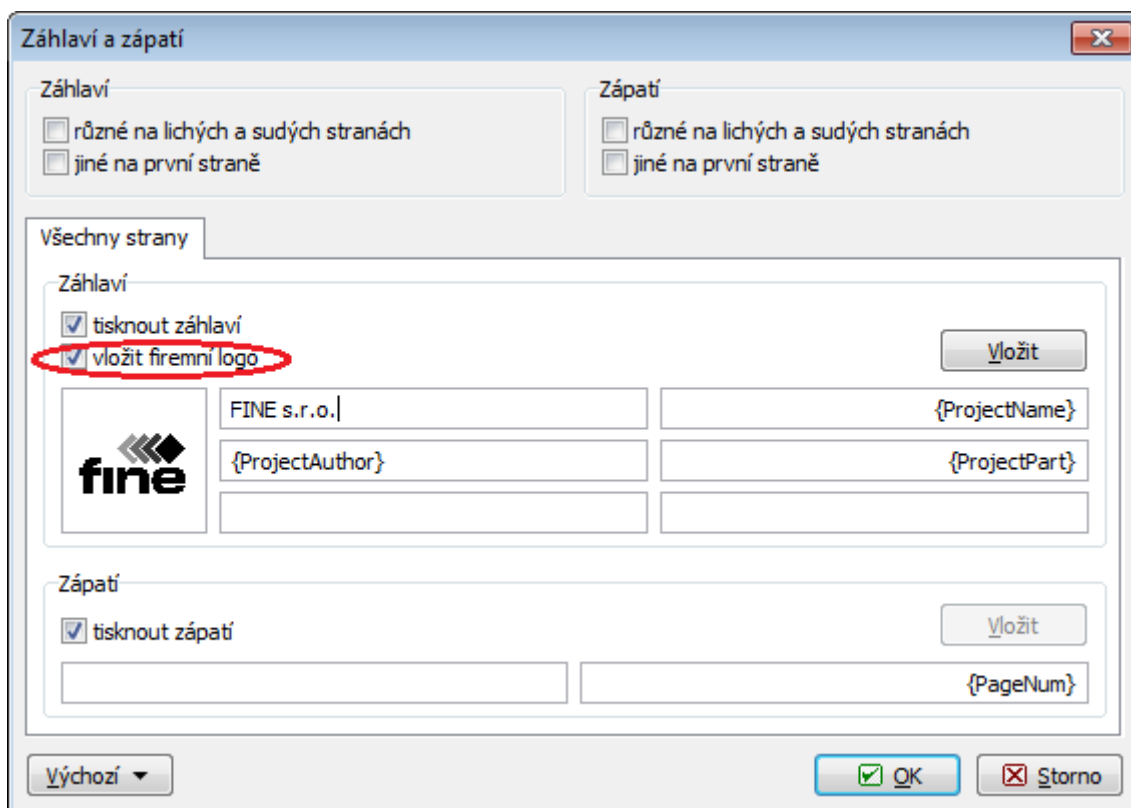 Záhlaví a zápatí
Záhlaví
různé na lichých a sudých stranách
jiné na první straně
Zápatí
různé na lichých a sudých stranách
jiné na první straně
Všechny strany
Záhlaví
tisknout záhlaví
vložit firemní logo
Vložit
fine
FINE s.r.o.
{ProjectName}
{ProjectAuthor}
{ProjectPart}
Zápatí
tisknout zápatí
Vložit
{PageNum}
Výchozí
OK
Storno